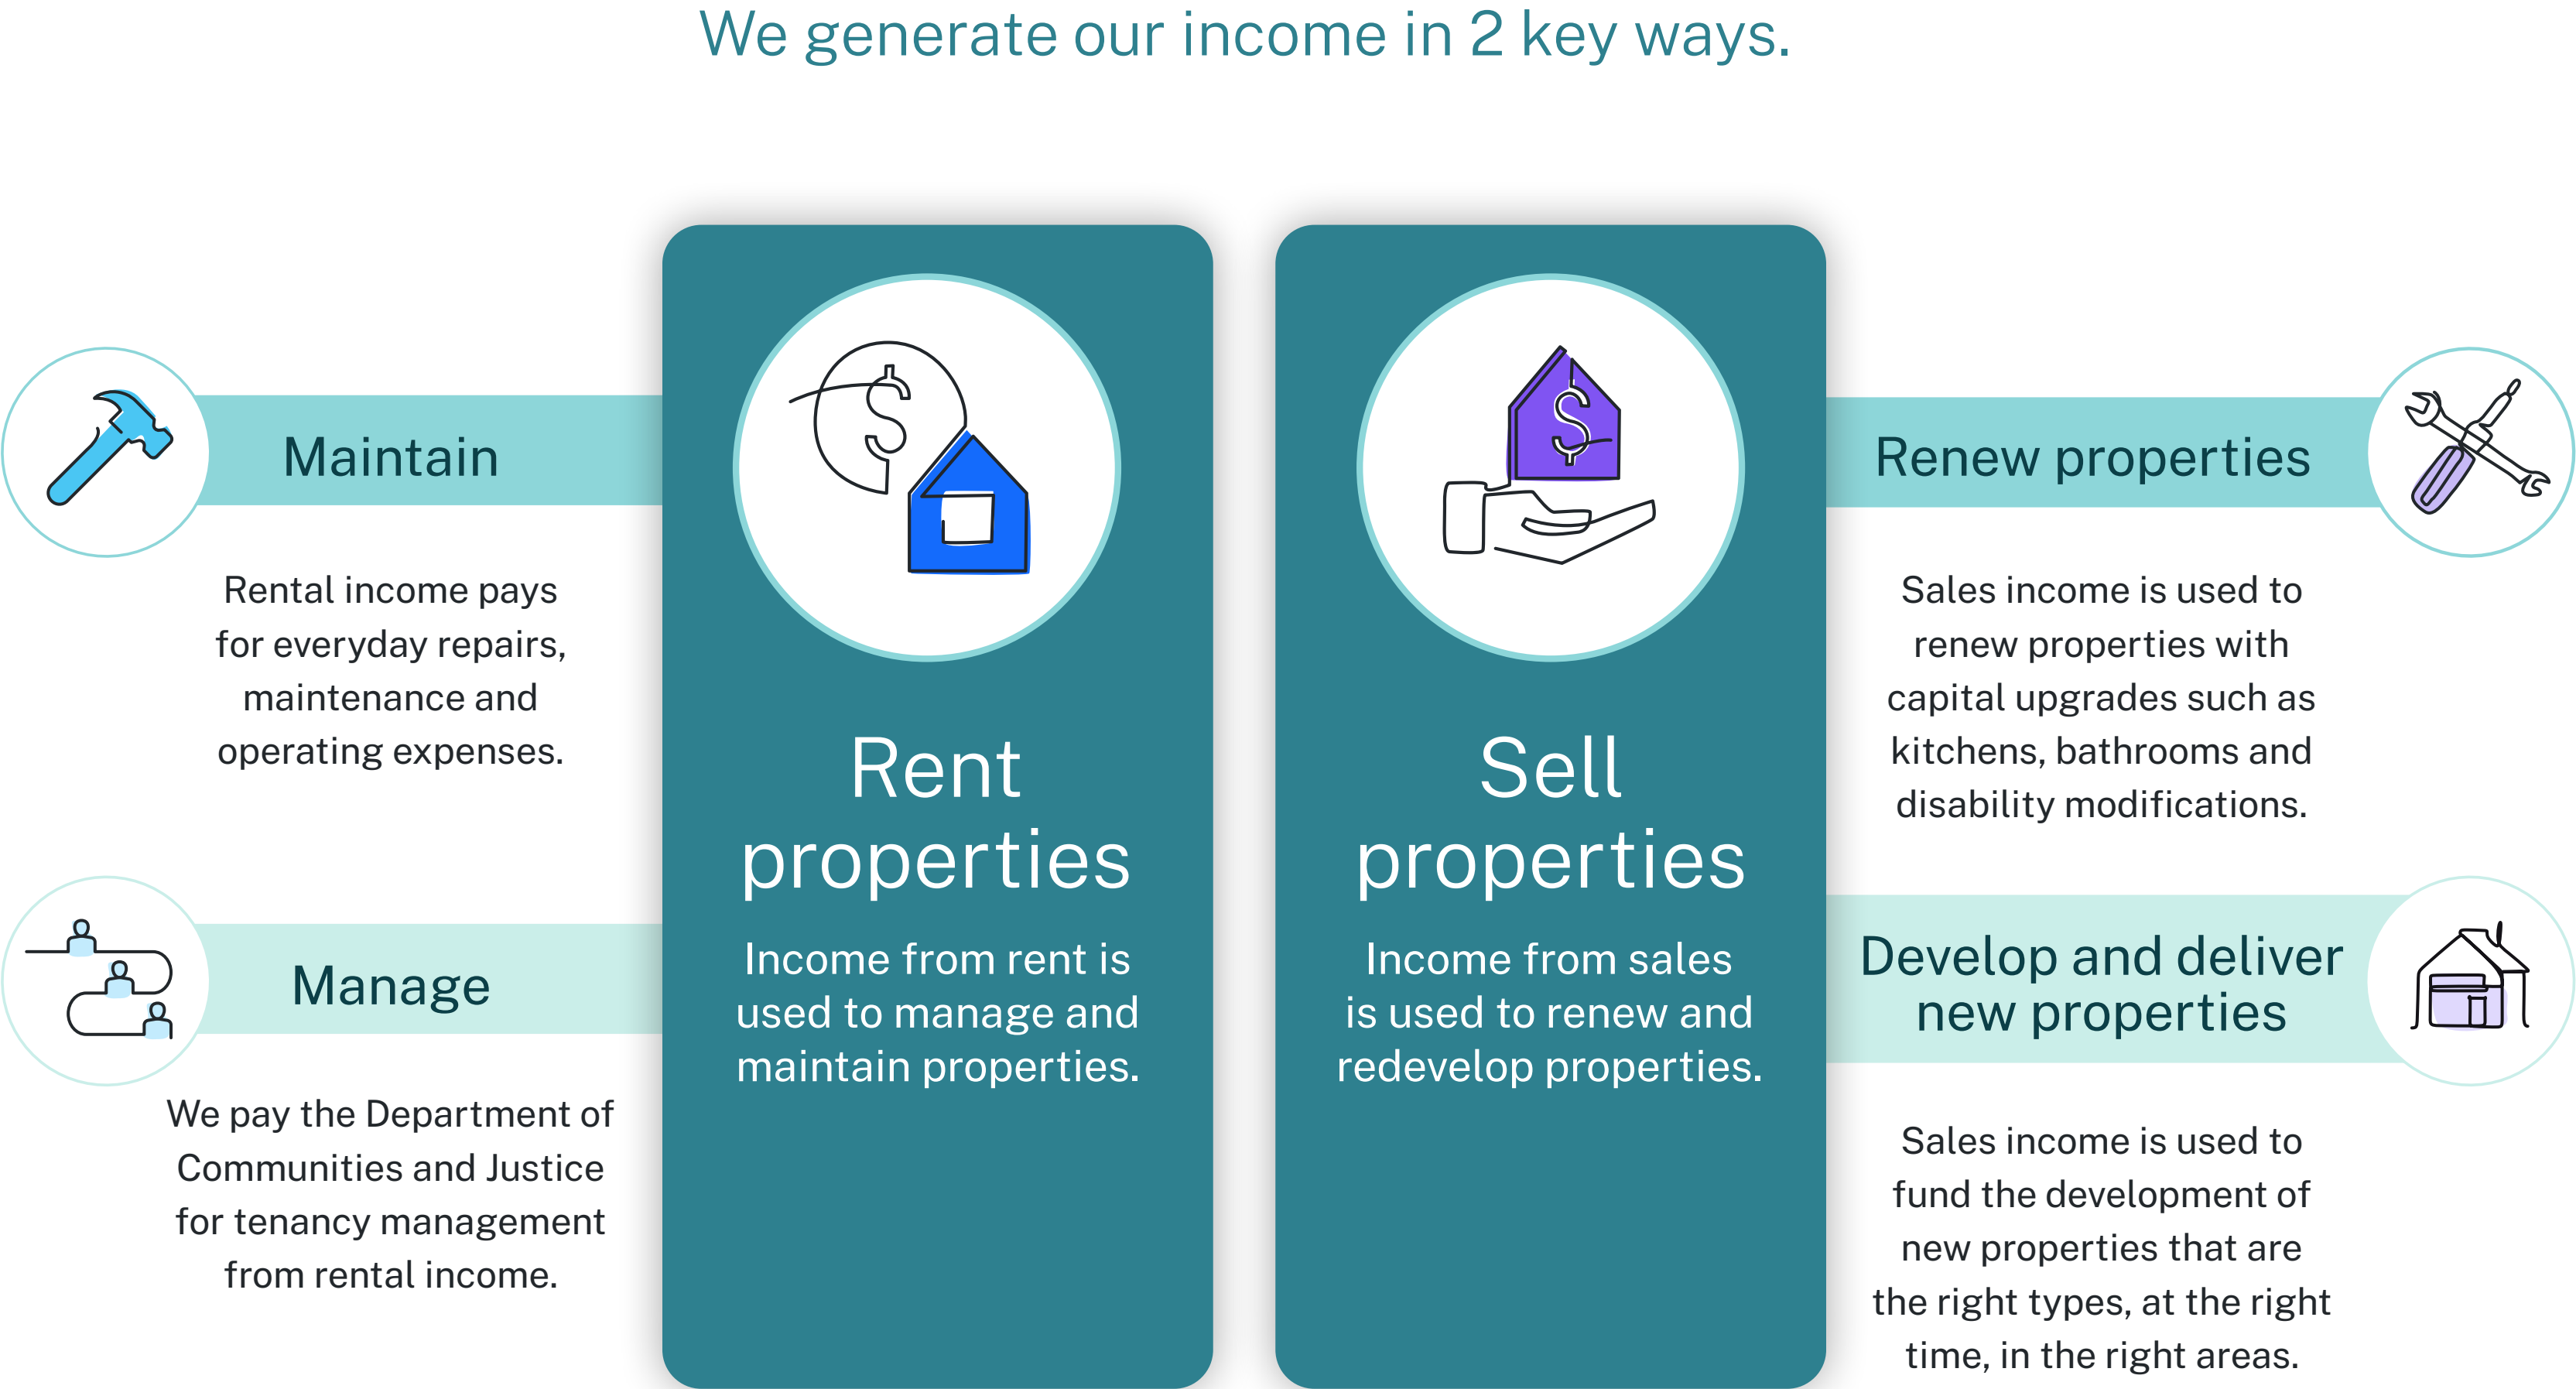 We generate our income in 2 key ways.
Maintain
Rental income pays
for everyday repairs,
maintenance and
operating expenses.
Manage
We pay the Department of
Communities and Justice
for tenancy management
from rental income.
$
Rent
properties
Income from rent is
used to manage and
maintain properties.
$
Sell
properties
Income from sales
is used to renew and
redevelop properties.
Renew properties
Sales income is used to
renew properties with
capital upgrades such as
kitchens, bathrooms and
disability modifications.
Develop and deliver
new properties
Sales income is used to
fund the development of
new properties that are
the right types, at the right
time, in the right areas.